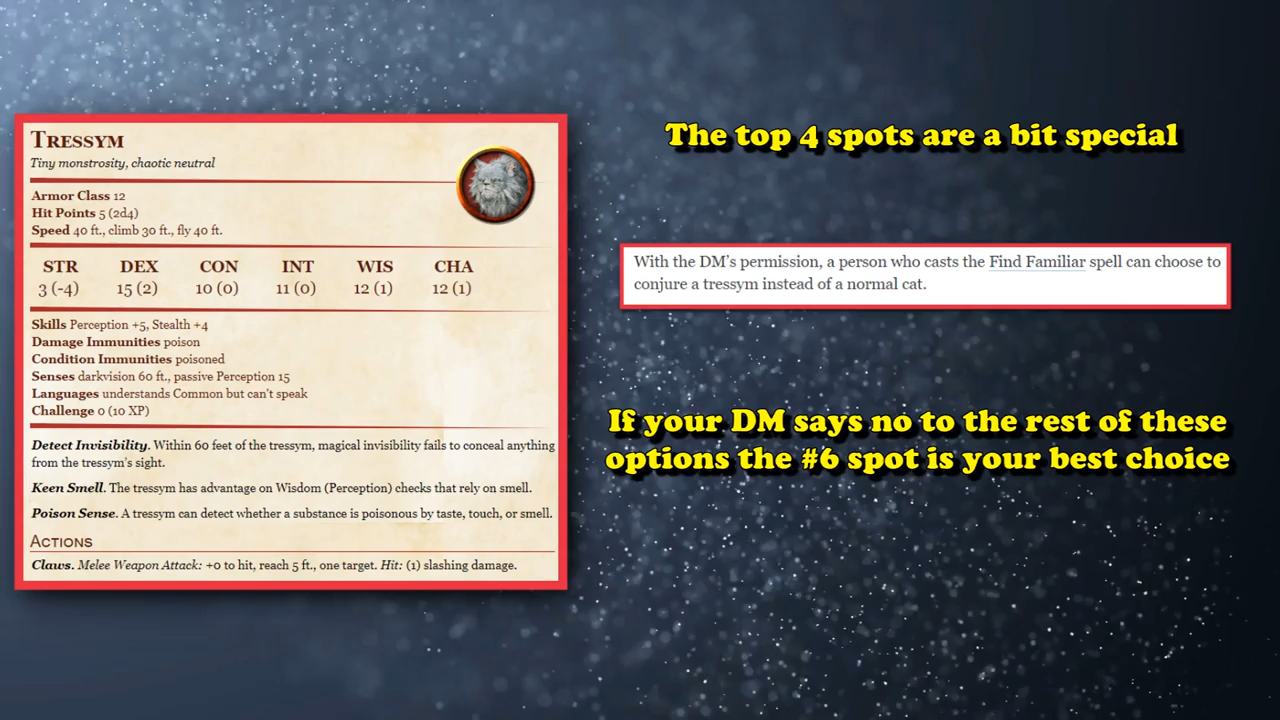 TRESSYM
Tiny monstrosity, chaotic neutral
Armor Class 12
Hit Points 5 (2d4)
Speed 40 ft., climb 30 ft., fly 40 ft.
STR DEX CON INT WIS CHA
3 (-4) 15 (2) 10 (0) 11 (0) 12 (1) 12 (1)
Skills Perception +5, Stealth +4
Damage Immunities poison
Condition Immunities poisoned
Senses darkvision 60 ft., passive Perception 15
Languages understands Common but can't speak
Challenge 0 (10 XP)
Detect Invisibility. Within 60 feet of the tressym, magical invisibility fails to conceal anything
from the tressym's sight.
Keen Smell. The tressym has advantage on Wisdom (Perception) checks that rely on smell.
Poison Sense. A tressym can detect whether a substance is poisonous by taste, touch, or smell.
ACTIONS
Claws. Melee Weapon Attack: +0 to hit, reach 5 ft., one target. Hit: (1) slashing damage.
The top 4 spots are a bit special
With the DM's permission, a person who casts the Find Familiar spell can choose to
conjure a tressym instead of a normal cat.
If your DM says no to the rest of these
options the #6 spot is your best choice